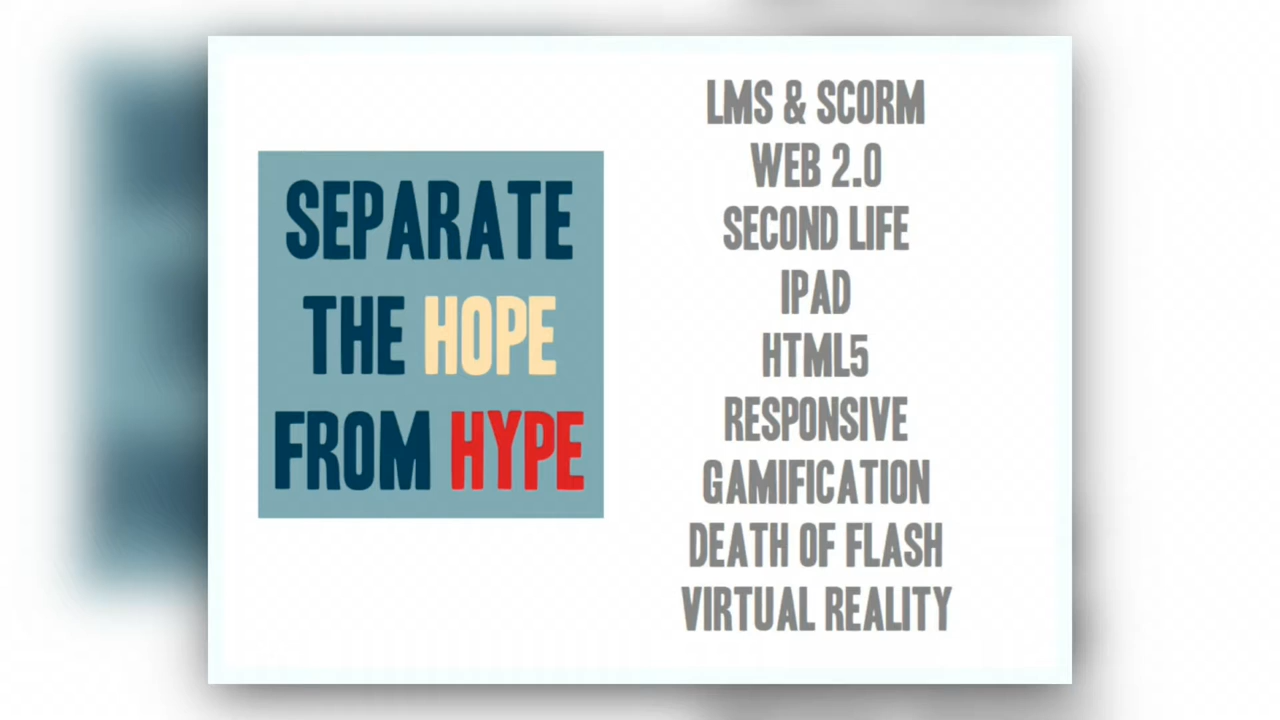 SEPARATE
THE HOPE
FROM HYPE
LMS & SCORM
WEB 2.0
SECOND LIFE
IPAD
HTML5
RESPONSIVE
GAMIFICATION
DEATH OF FLASH
VIRTUAL REALITY